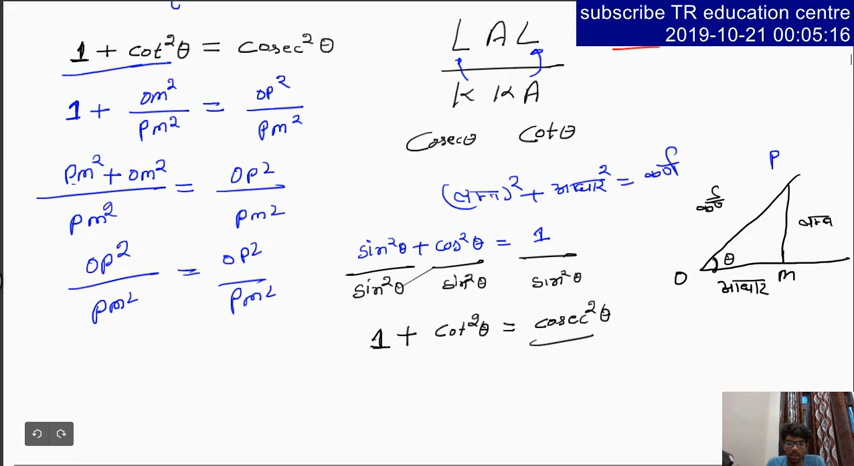 subscribe TR education centre
2019-10-21 00:05:16
1 + cot²θ = cosec²θ
1 + om²/pm² = op²/pm²
(pm² + om²)/pm² = op²/pm²
op²/pm² = op²/pm²
L A L
K K A
Cosecθ Cotθ
(लम्ब)² + आधार² = कर्ण
sin²θ/sin²θ + cos²θ/sin²θ = 1/sin²θ
1 + cot²θ = cosec²θ
P
कर्ण
लम्ब
θ
O
आधार
m